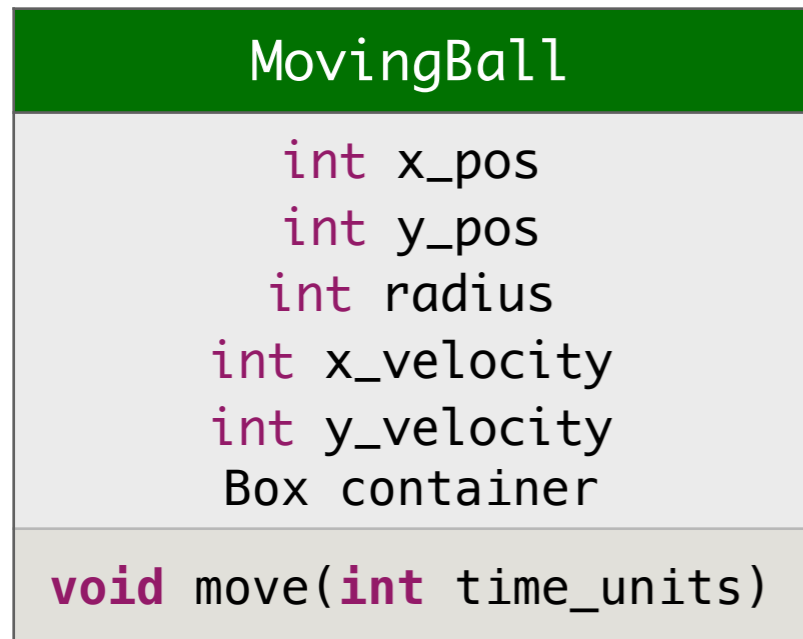 MovingBall
int x_pos
int y_pos
int radius
int x_velocity
int y_velocity
Box container
void move(int time_units)